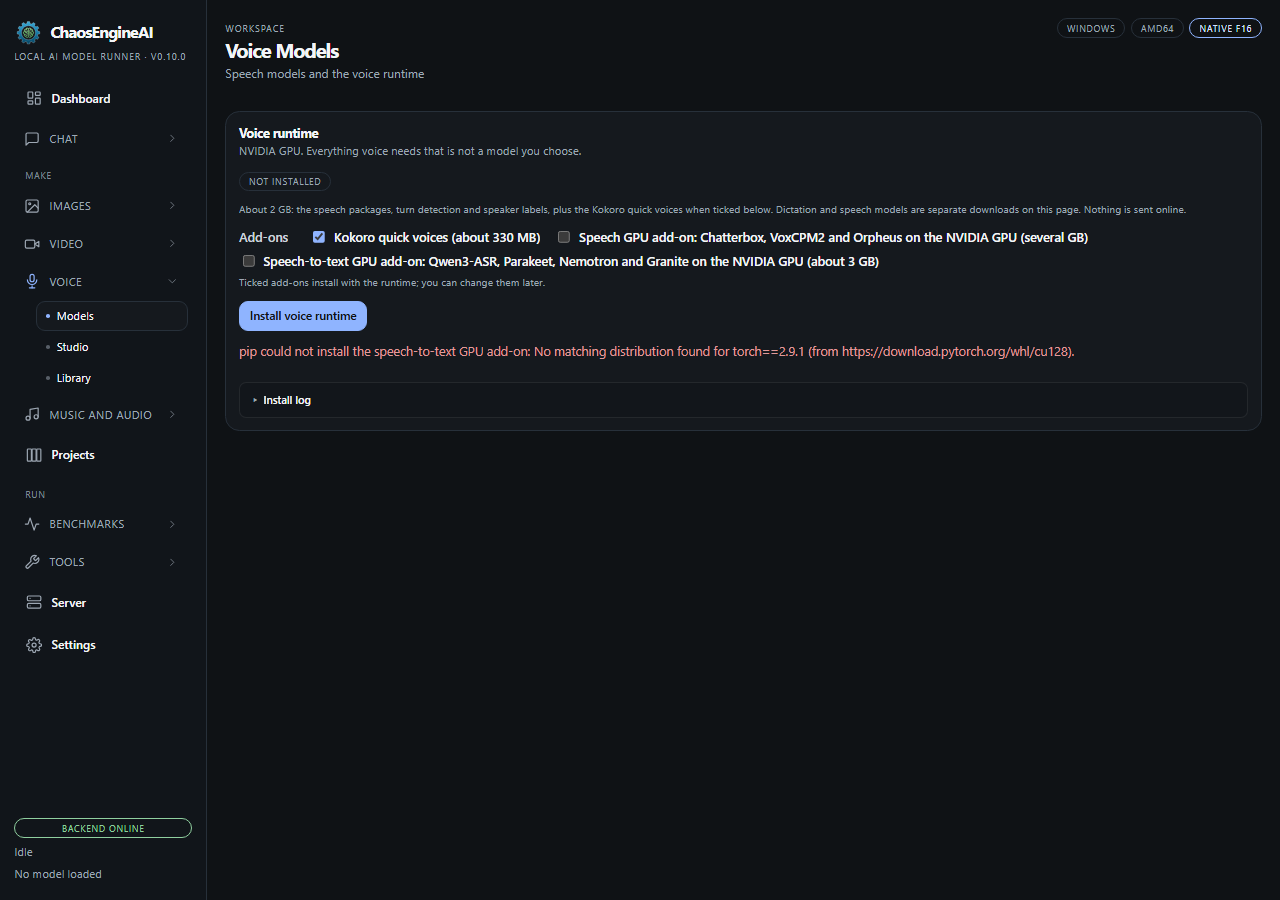 ChaosEngineAI
LOCAL AI MODEL RUNNER · V0.10.0
Dashboard
CHAT
MAKE
IMAGES
VIDEO
VOICE
Models
Studio
Library
MUSIC AND AUDIO
Projects
RUN
BENCHMARKS
TOOLS
Server
Settings
BACKEND ONLINE
Idle
No model loaded
WORKSPACE
Voice Models
Speech models and the voice runtime
WINDOWS
AMD64
NATIVE F16
Voice runtime
NVIDIA GPU. Everything voice needs that is not a model you choose.
NOT INSTALLED
About 2 GB: the speech packages, turn detection and speaker labels, plus the Kokoro quick voices when ticked below. Dictation and speech models are separate downloads on this page. Nothing is sent online.
Add-ons Kokoro quick voices (about 330 MB) Speech GPU add-on: Chatterbox, VoxCPM2 and Orpheus on the NVIDIA GPU (several GB)
Speech-to-text GPU add-on: Qwen3-ASR, Parakeet, Nemotron and Granite on the NVIDIA GPU (about 3 GB)
Ticked add-ons install with the runtime; you can change them later.
Install voice runtime
pip could not install the speech-to-text GPU add-on: No matching distribution found for torch==2.9.1 (from https://download.pytorch.org/whl/cu128).
Install log